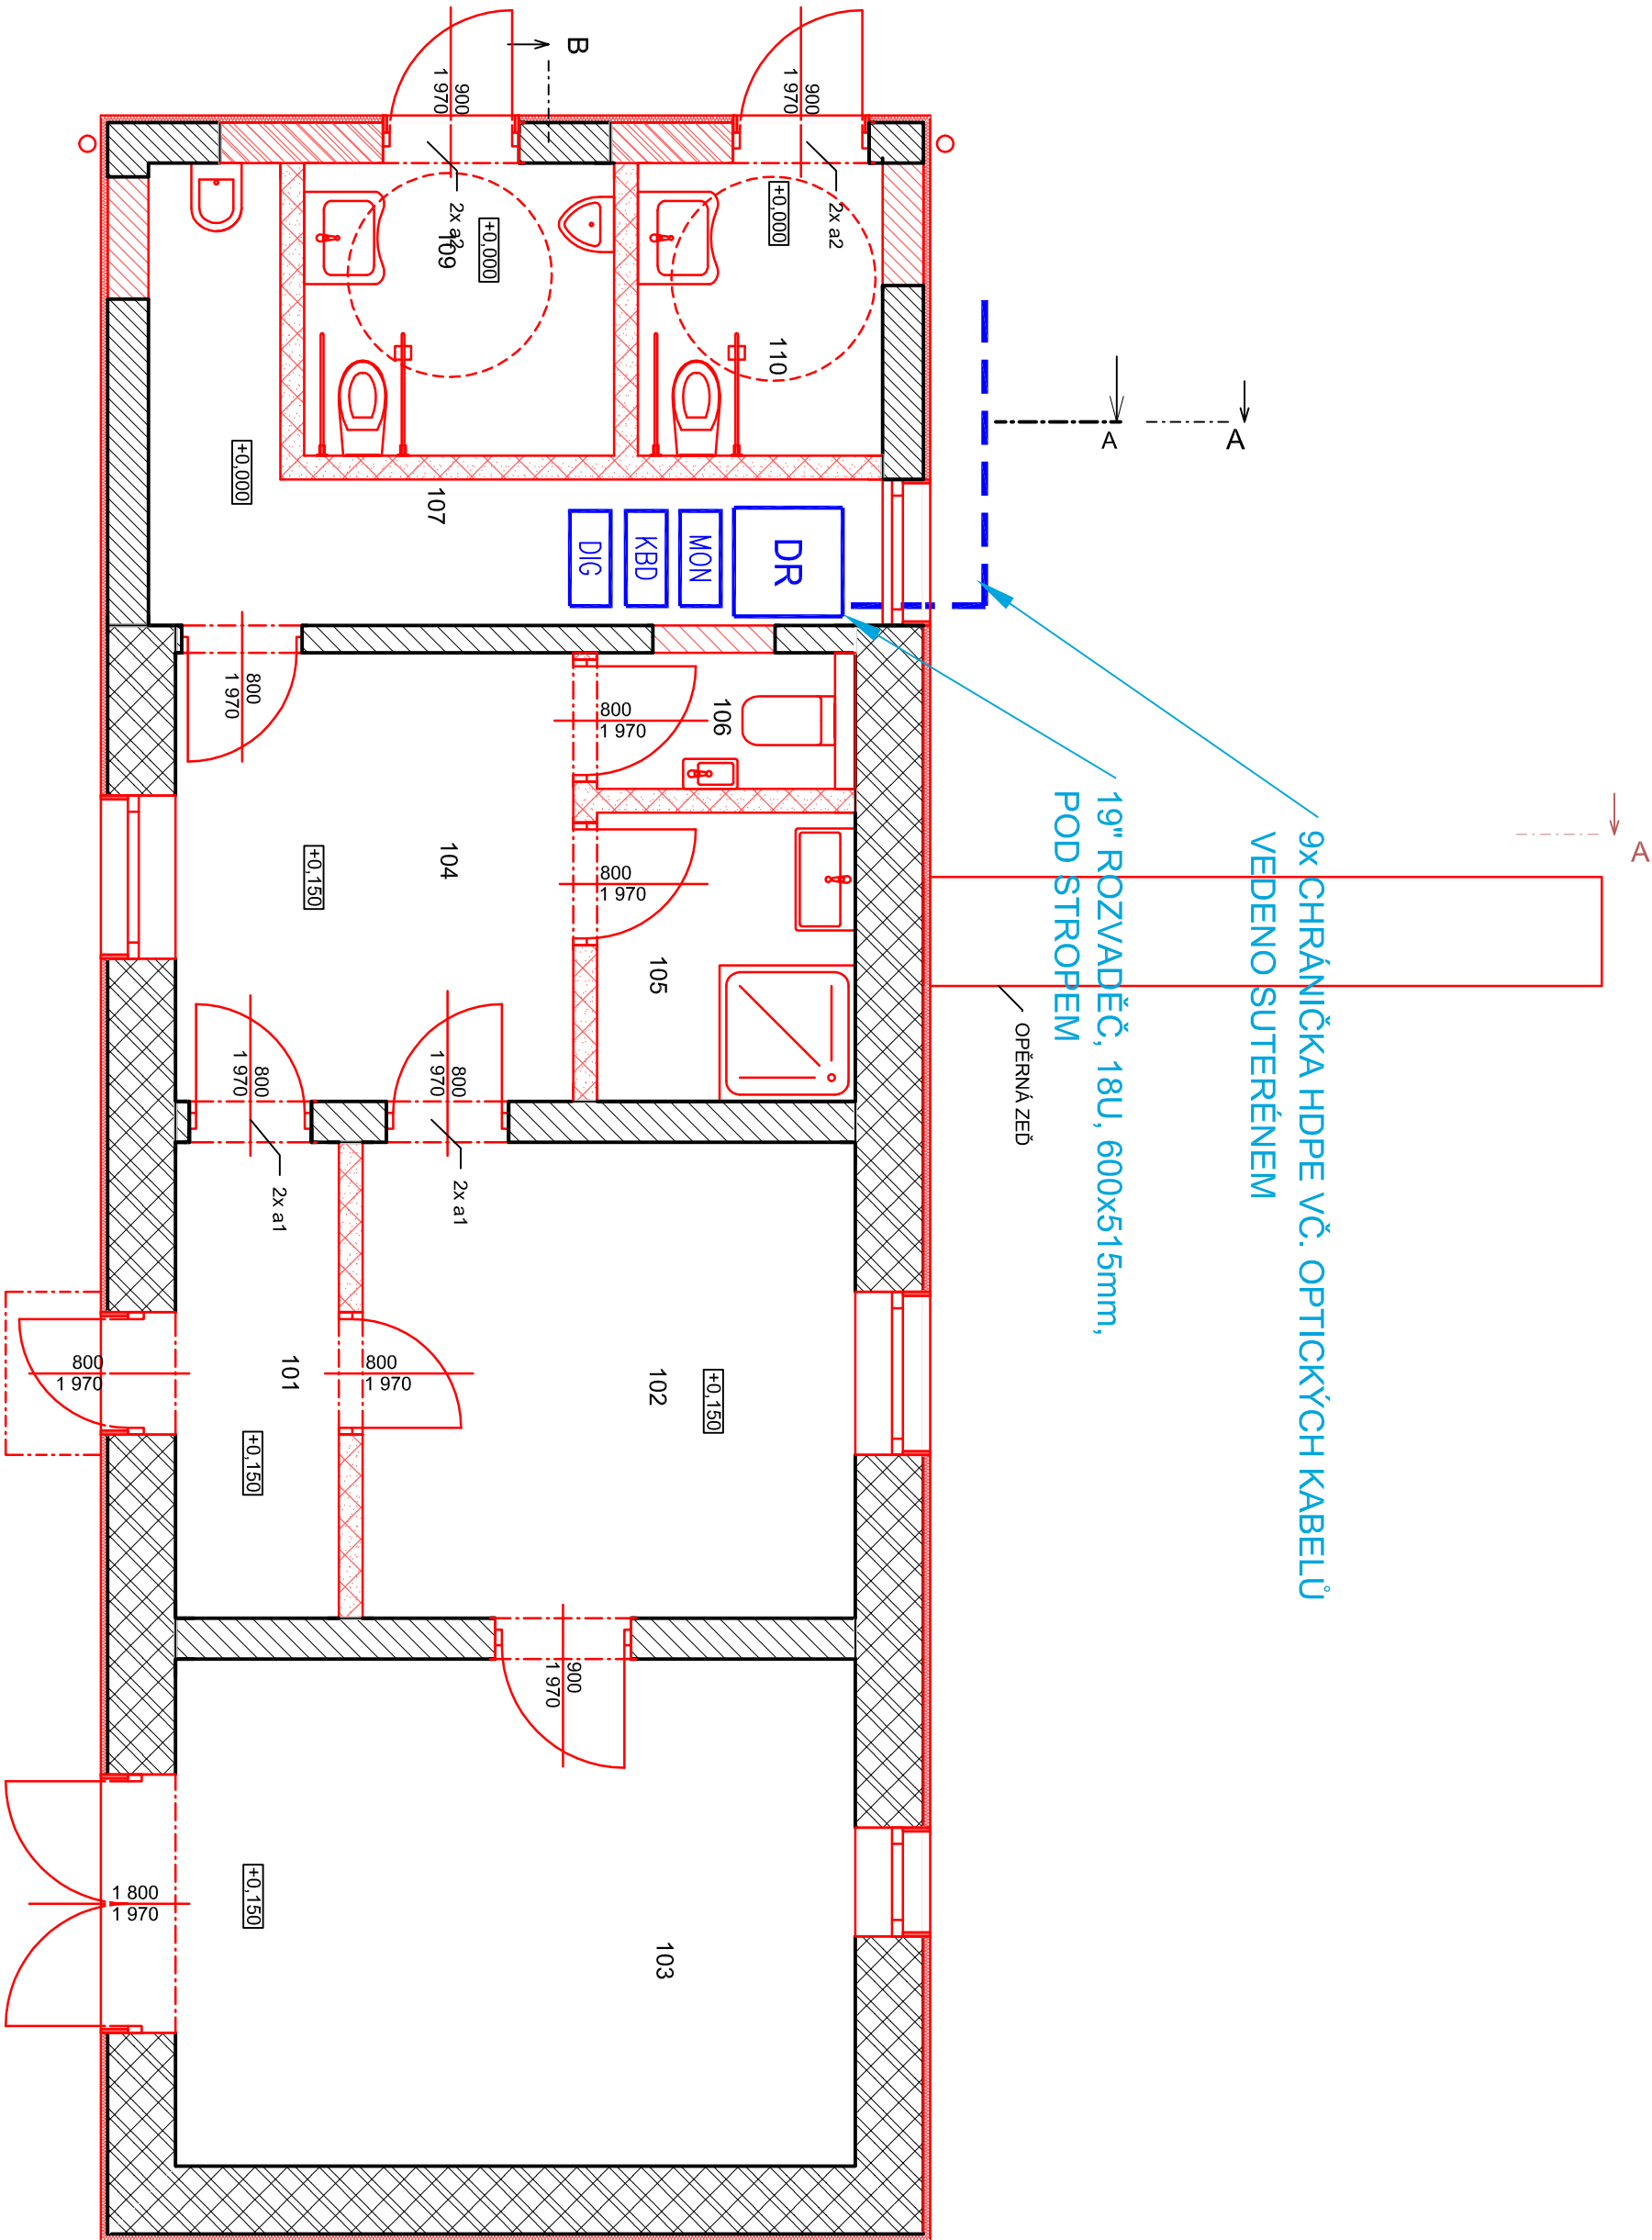 B
A
A
A
900
1 970
900
1 970
2x a2
2x a2
109
+0,000
+0,000
110
+0,000
107
DIG
KBD
MON
DR
9x CHRÁNIČKA HDPE VČ. OPTICKÝCH KABELŮ
VEDENO SUTERÉNEM
19" ROZVADĚČ, 18U, 600x515mm,
POD STROPEM
OPĚRNÁ ZEĎ
800
1 970
800
1 970
106
104
+0,150
800
1 970
105
800
1 970
800
1 970
2x a1
2x a1
800
1 970
101
800
1 970
102
+0,150
+0,150
900
1 970
1 800
1 970
+0,150
103